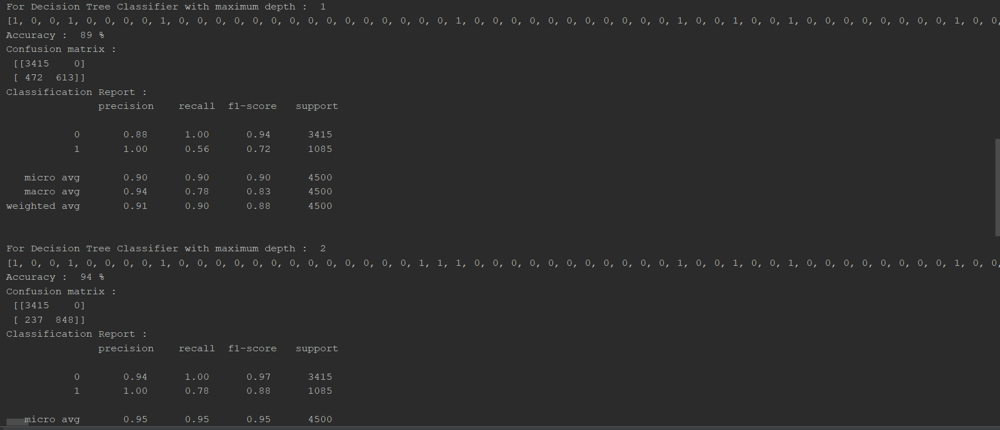 For Decision Tree Classifier with maximum depth :  1
[1, 0, 0, 1, 0, 0, 0, 0, 1, 0, 0, 0, 0, 0, 0, 0, 0, 0, 0, 0, 0, 0, 0, 0, 1, 0, 0, 0, 0, 0, 0, 0, 0, 0, 0, 0, 1, 0, 0, 1, 0, 0, 1, 0, 0, 0, 0, 0, 0, 0, 0, 1, 0, 0,
Accuracy :  89 %
Confusion matrix :
[[3415    0]
[ 472  613]]
Classification Report :
precision    recall  f1-score   support
0       0.88      1.00      0.94      3415
1       1.00      0.56      0.72      1085
micro avg       0.90      0.90      0.90      4500
macro avg       0.94      0.78      0.83      4500
weighted avg       0.91      0.90      0.88      4500
For Decision Tree Classifier with maximum depth :  2
[1, 0, 0, 1, 0, 0, 0, 0, 1, 0, 0, 0, 0, 0, 0, 0, 0, 0, 0, 0, 0, 0, 1, 1, 1, 0, 0, 0, 0, 0, 0, 0, 0, 0, 0, 0, 1, 0, 0, 1, 0, 0, 1, 0, 0, 0, 0, 0, 0, 0, 0, 1, 0, 0,
Accuracy :  94 %
Confusion matrix :
[[3415    0]
[ 237  848]]
Classification Report :
precision    recall  f1-score   support
0       0.94      1.00      0.97      3415
1       1.00      0.78      0.88      1085
micro avg       0.95      0.95      0.95      4500